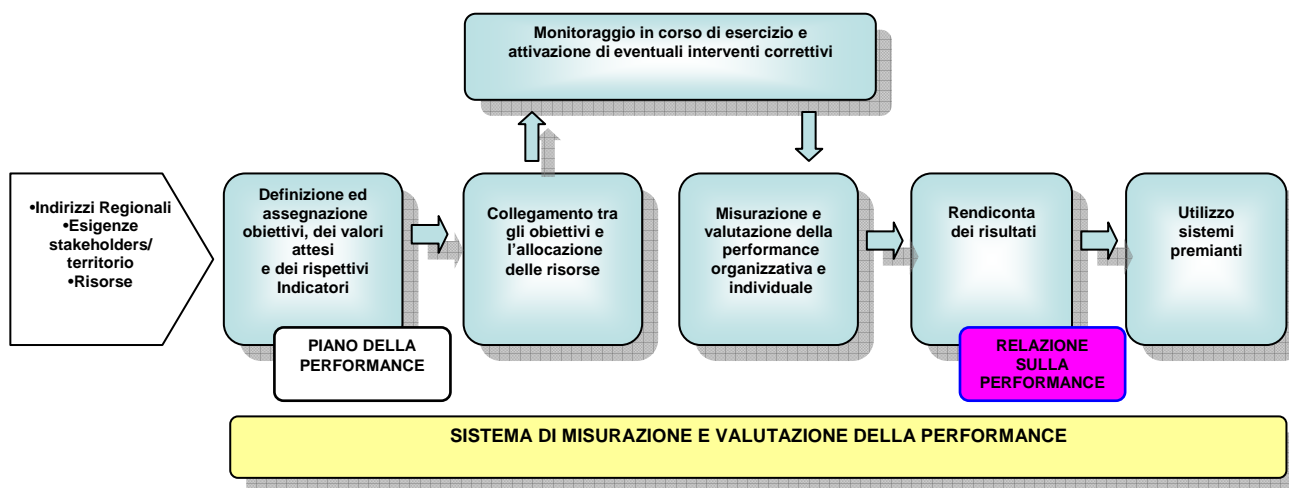 Monitoraggio in corso di esercizio e
attivazione di eventuali interventi correttivi
•Indirizzi Regionali
•Esigenze
stakeholders/
territorio
•Risorse
Definizione ed
assegnazione
obiettivi, dei valori
attesi
e dei rispettivi
Indicatori
PIANO DELLA
PERFORMANCE
Collegamento tra
gli obiettivi e
l’allocazione
delle risorse
Misurazione e
valutazione della
performance
organizzativa e
individuale
Rendiconta
dei risultati
RELAZIONE
SULLA
PERFORMANCE
Utilizzo
sistemi
premianti
SISTEMA DI MISURAZIONE E VALUTAZIONE DELLA PERFORMANCE